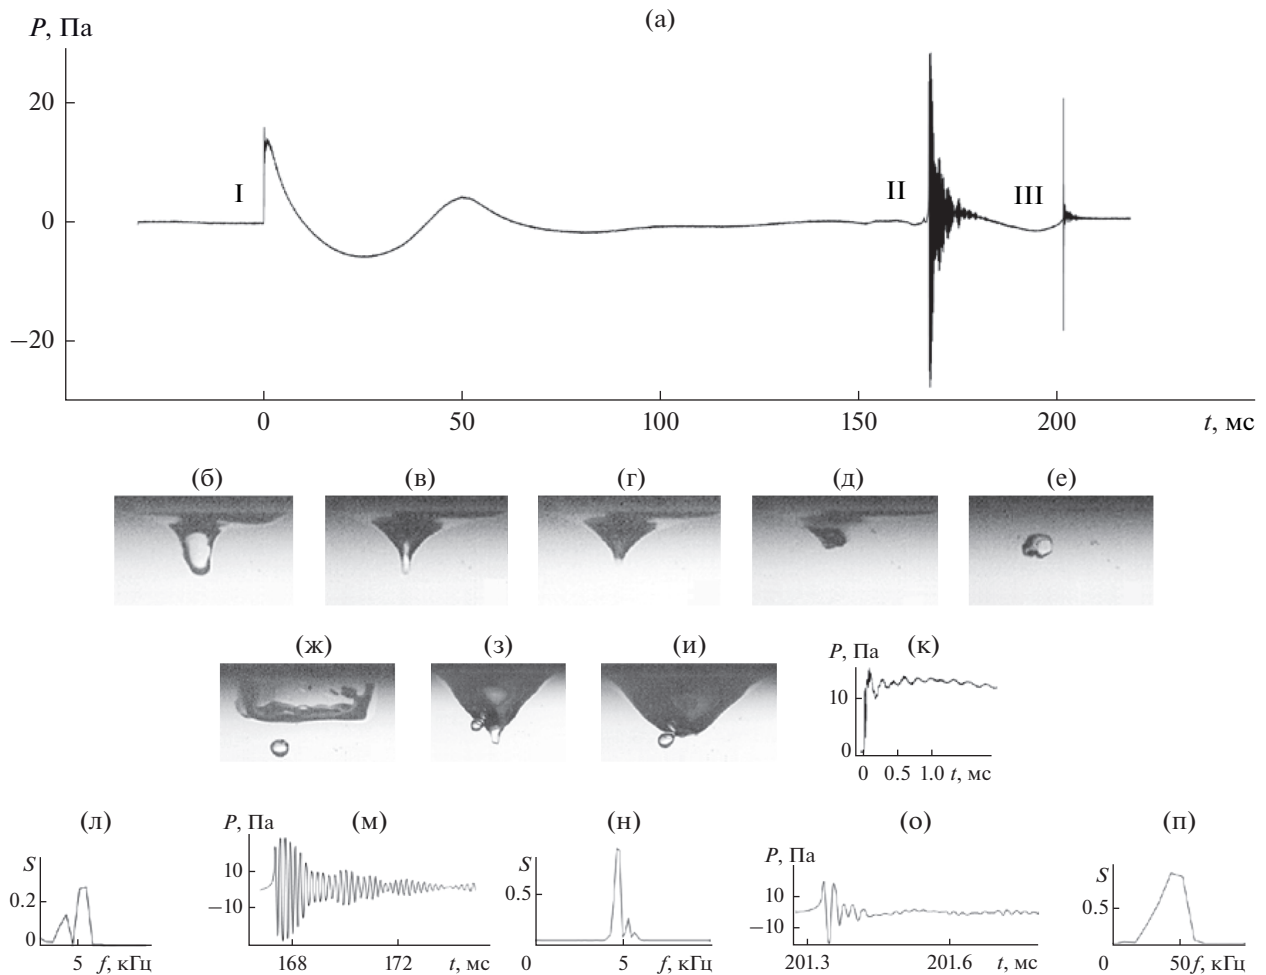 (а)
P, Па
20
0
−20
I
II
III
0 50 100 150 200 t, мс
(б) (в) (г) (д) (е)
(ж) (з) (и) (к)
P, Па
10
0
0 0.5 1.0 t, мс
(л) (м) (н) (о) (п)
S
0.2
0
5 f, кГц
P, Па
10
−10
168 172 t, мс
S
0.5
0 5 f, кГц
P, Па
10
−10
201.3 201.6 t, мс
S
0.5
0 50 f, кГц